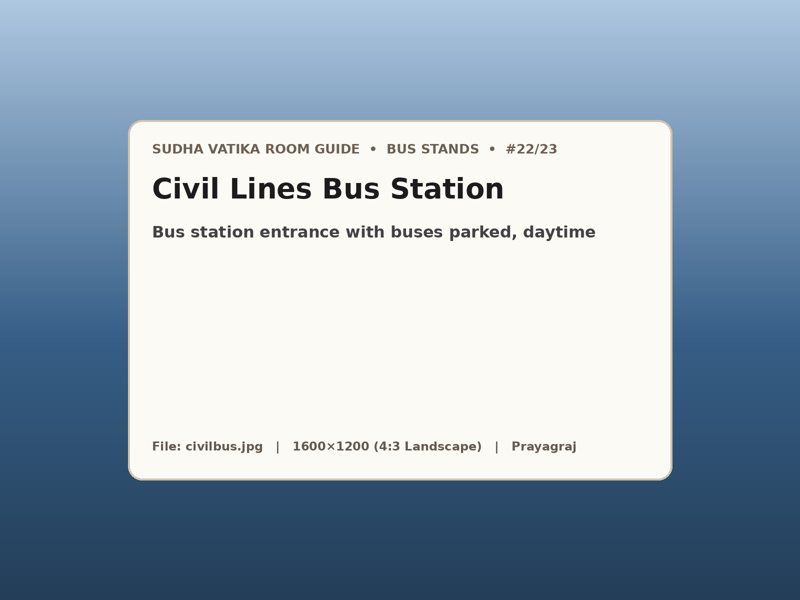 SUDHA VATIKA ROOM GUIDE • BUS STANDS • #22/23
Civil Lines Bus Station
Bus station entrance with buses parked, daytime
File: civilbus.jpg | 1600×1200 (4:3 Landscape) | Prayagraj